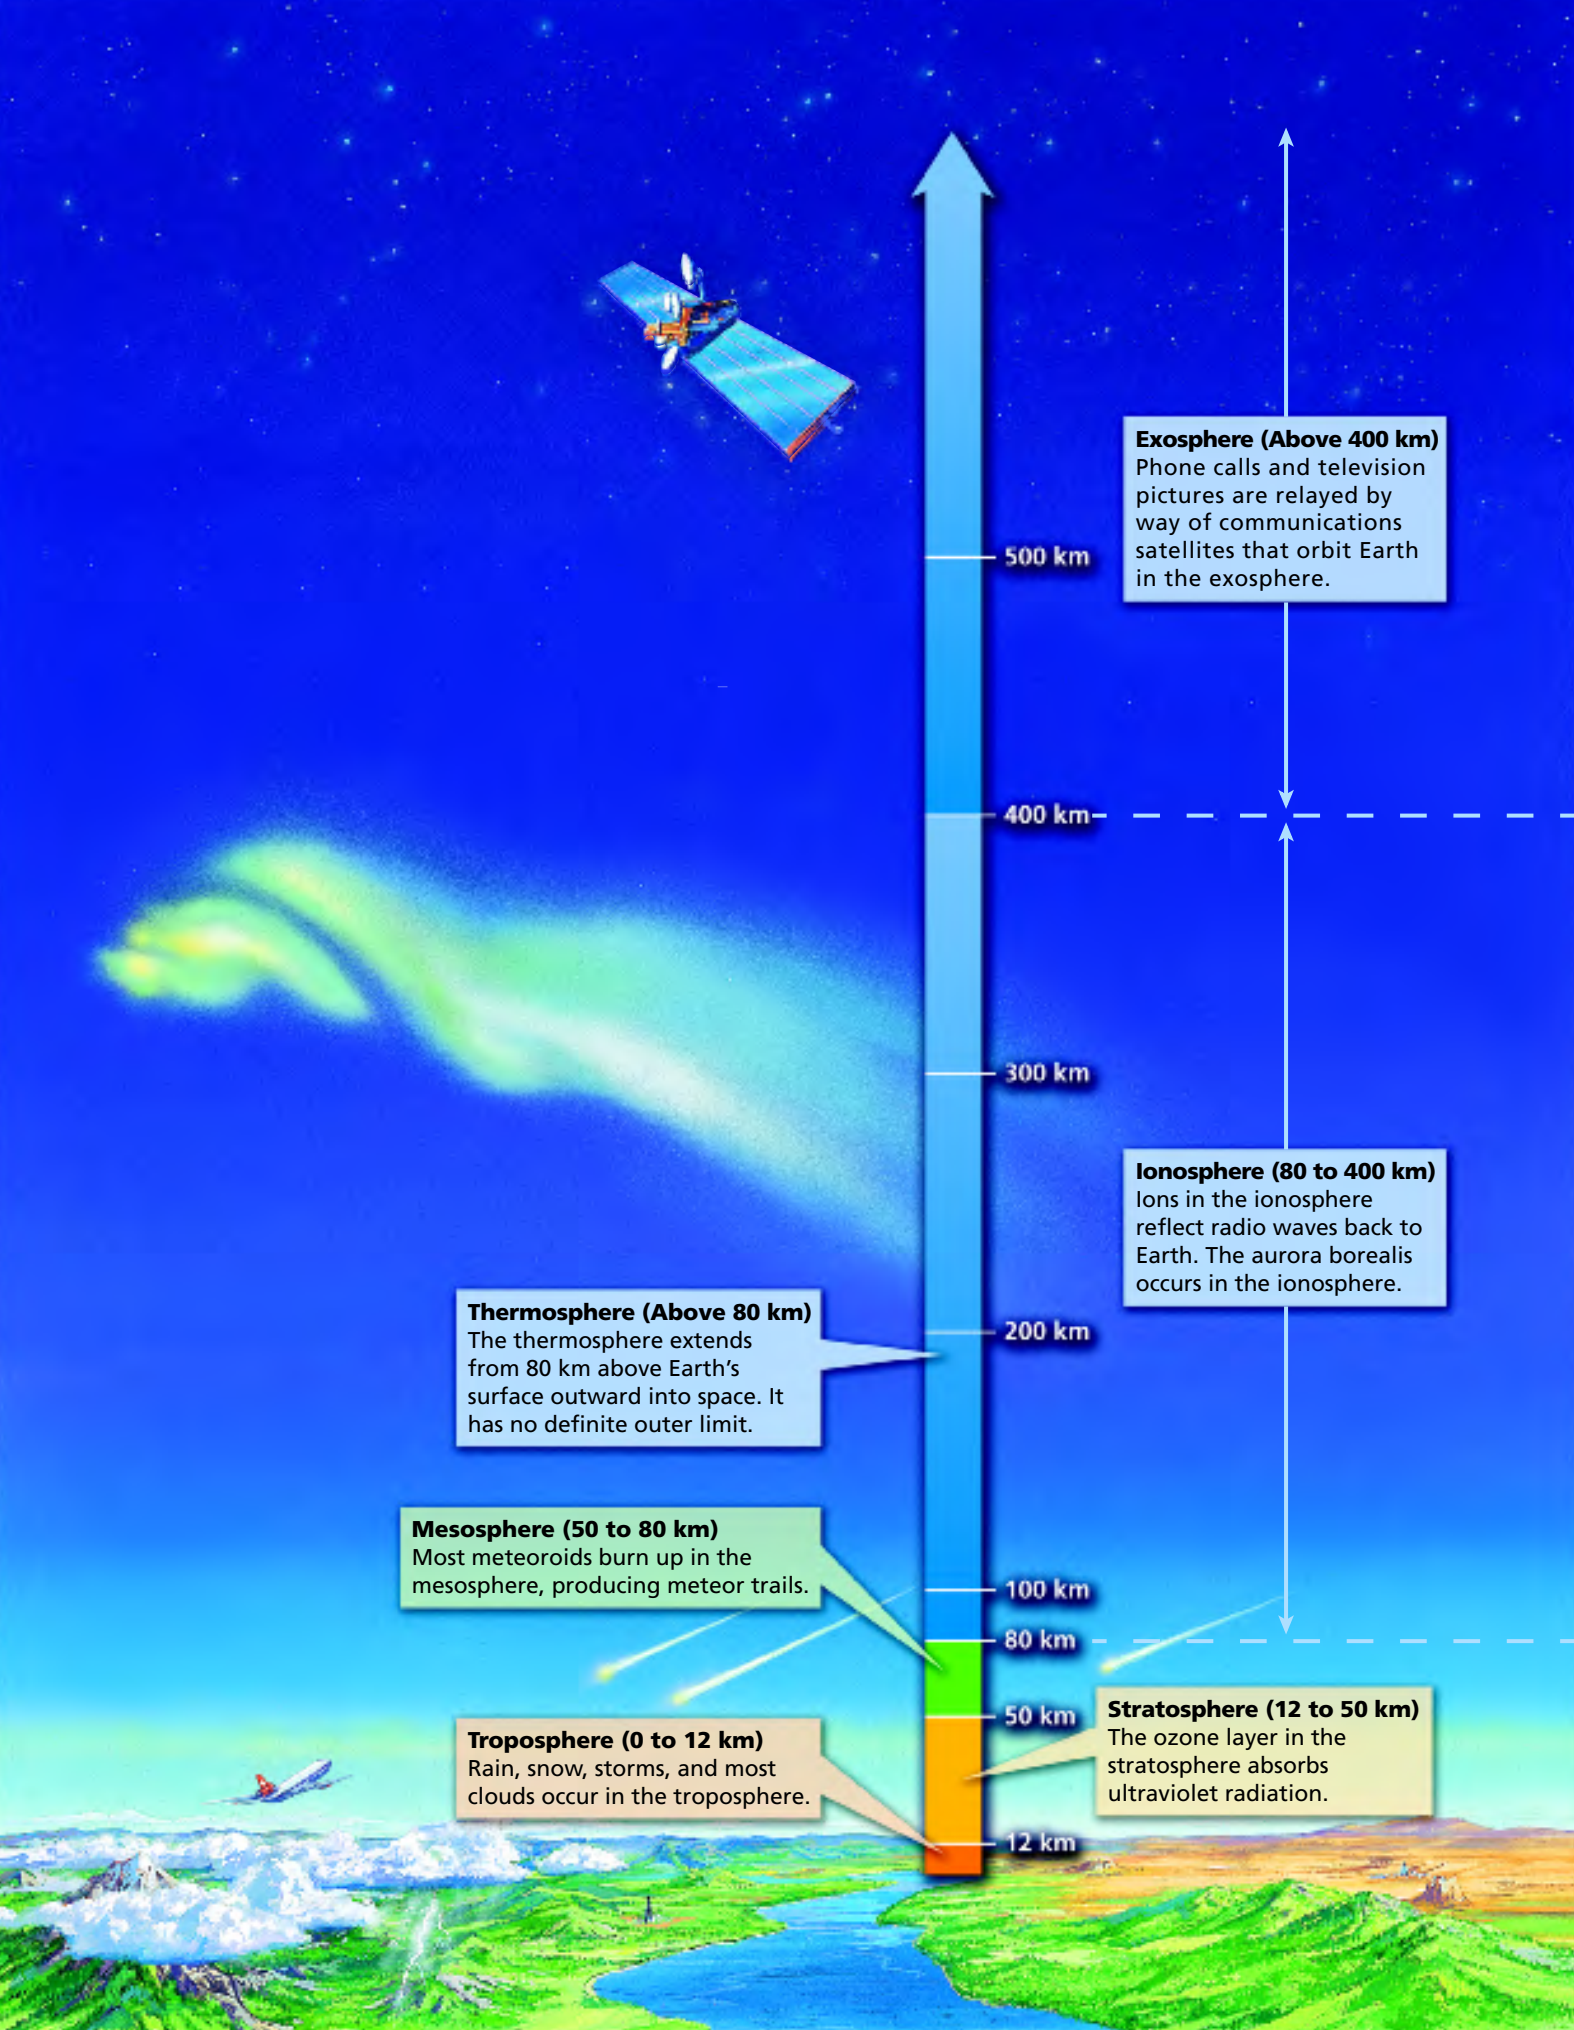 Exosphere (Above 400 km)
Phone calls and television
pictures are relayed by
way of communications
satellites that orbit Earth
in the exosphere.
500 km
400 km
300 km
Ionosphere (80 to 400 km)
Ions in the ionosphere
reflect radio waves back to
Earth. The aurora borealis
occurs in the ionosphere.
200 km
Thermosphere (Above 80 km)
The thermosphere extends
from 80 km above Earth’s
surface outward into space. It
has no definite outer limit.
Mesosphere (50 to 80 km)
Most meteoroids burn up in the
mesosphere, producing meteor trails.
100 km
80 km
50 km
Stratosphere (12 to 50 km)
The ozone layer in the
stratosphere absorbs
ultraviolet radiation.
Troposphere (0 to 12 km)
Rain, snow, storms, and most
clouds occur in the troposphere.
12 km